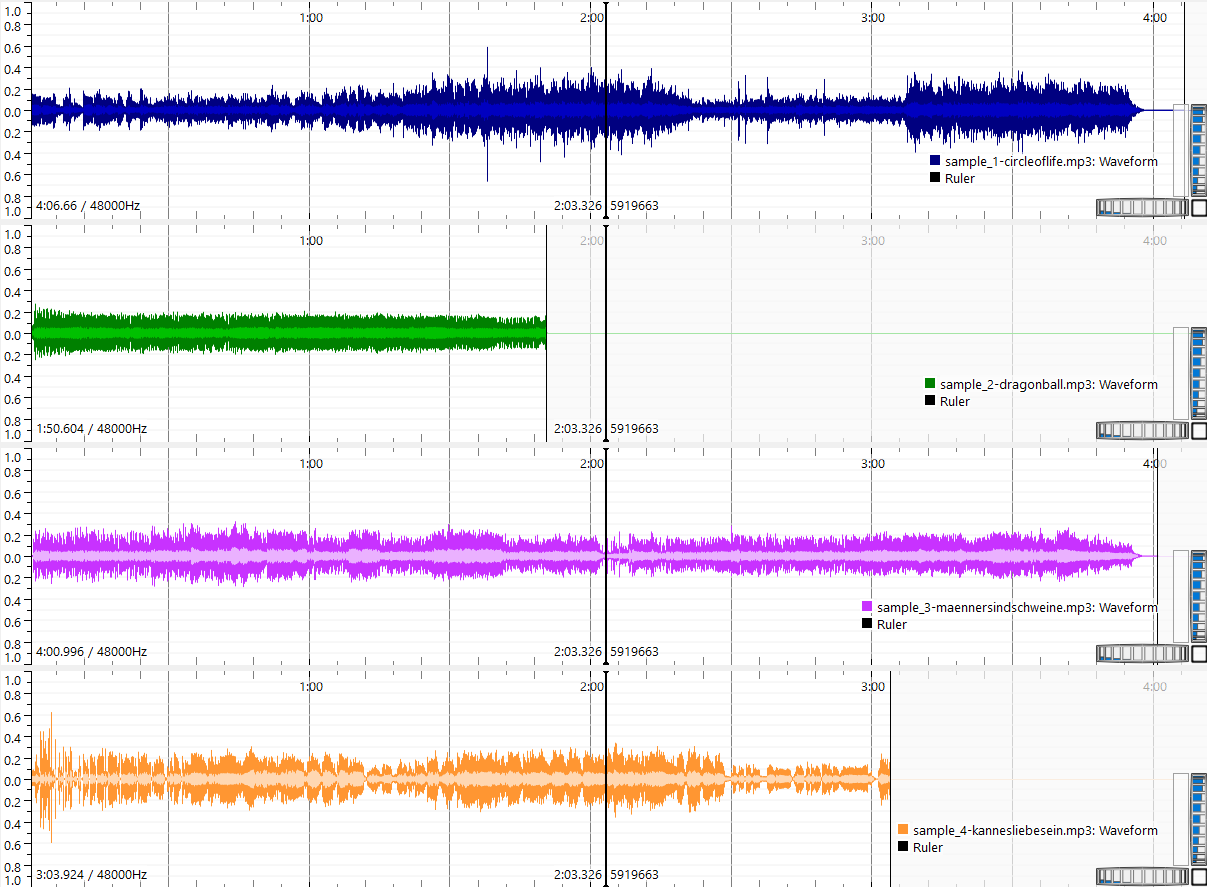 1.0
0.8
0.6
0.4
0.2
0.0
0.2
0.4
0.6
0.8
1.0
1:00 2:00 3:00 4:00
sample_1-circleoflife.mp3: Waveform
Ruler
4:06.66 / 48000Hz 2:03.326 5919663
1.0
0.8
0.6
0.4
0.2
0.0
0.2
0.4
0.6
0.8
1.0
1:00 2:00 3:00 4:00
sample_2-dragonball.mp3: Waveform
Ruler
1:50.604 / 48000Hz 2:03.326 5919663
1.0
0.8
0.6
0.4
0.2
0.0
0.2
0.4
0.6
0.8
1.0
1:00 2:00 3:00 4:00
sample_3-maennersindschweine.mp3: Waveform
Ruler
4:00.996 / 48000Hz 2:03.326 5919663
1.0
0.8
0.6
0.4
0.2
0.0
0.2
0.4
0.6
0.8
1.0
1:00 2:00 3:00 4:00
sample_4-kannesliebesein.mp3: Waveform
Ruler
3:03.924 / 48000Hz 2:03.326 5919663